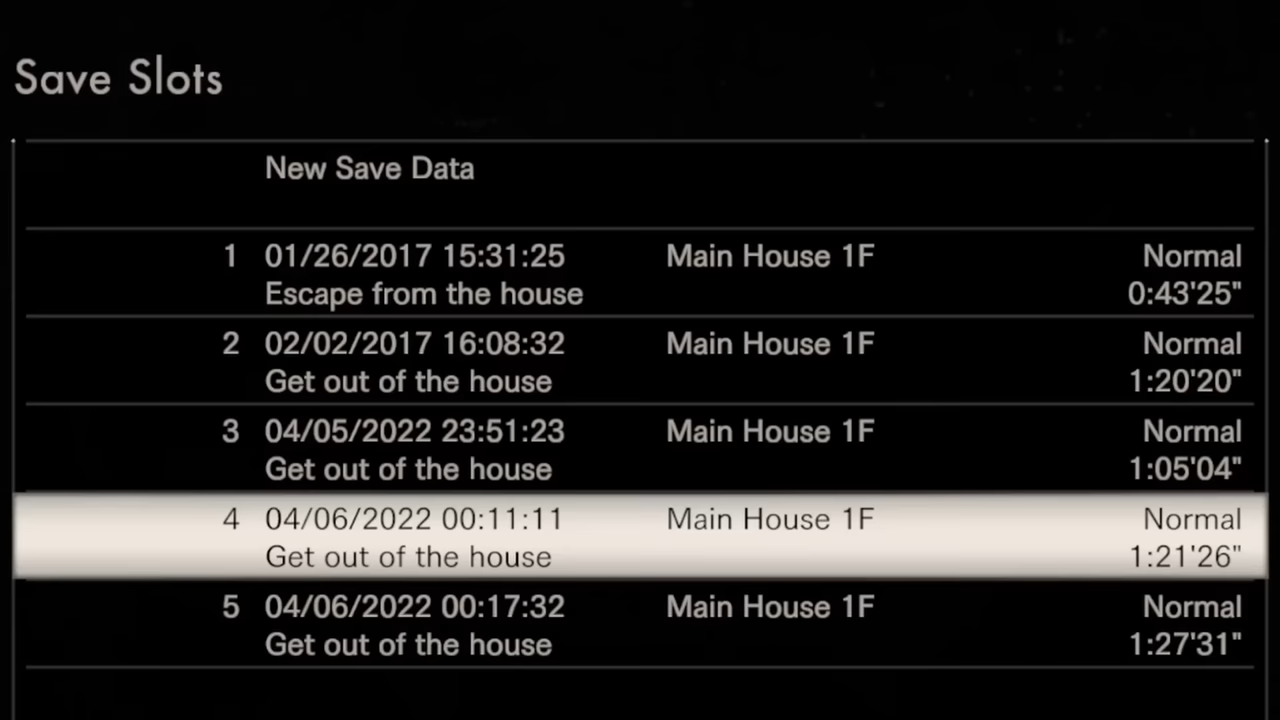 Save Slots
New Save Data
1 01/26/2017 15:31:25 Main House 1F Normal
Escape from the house 0:43'25"
2 02/02/2017 16:08:32 Main House 1F Normal
Get out of the house 1:20'20"
3 04/05/2022 23:51:23 Main House 1F Normal
Get out of the house 1:05'04"
4 04/06/2022 00:11:11 Main House 1F Normal
Get out of the house 1:21'26"
5 04/06/2022 00:17:32 Main House 1F Normal
Get out of the house 1:27'31"